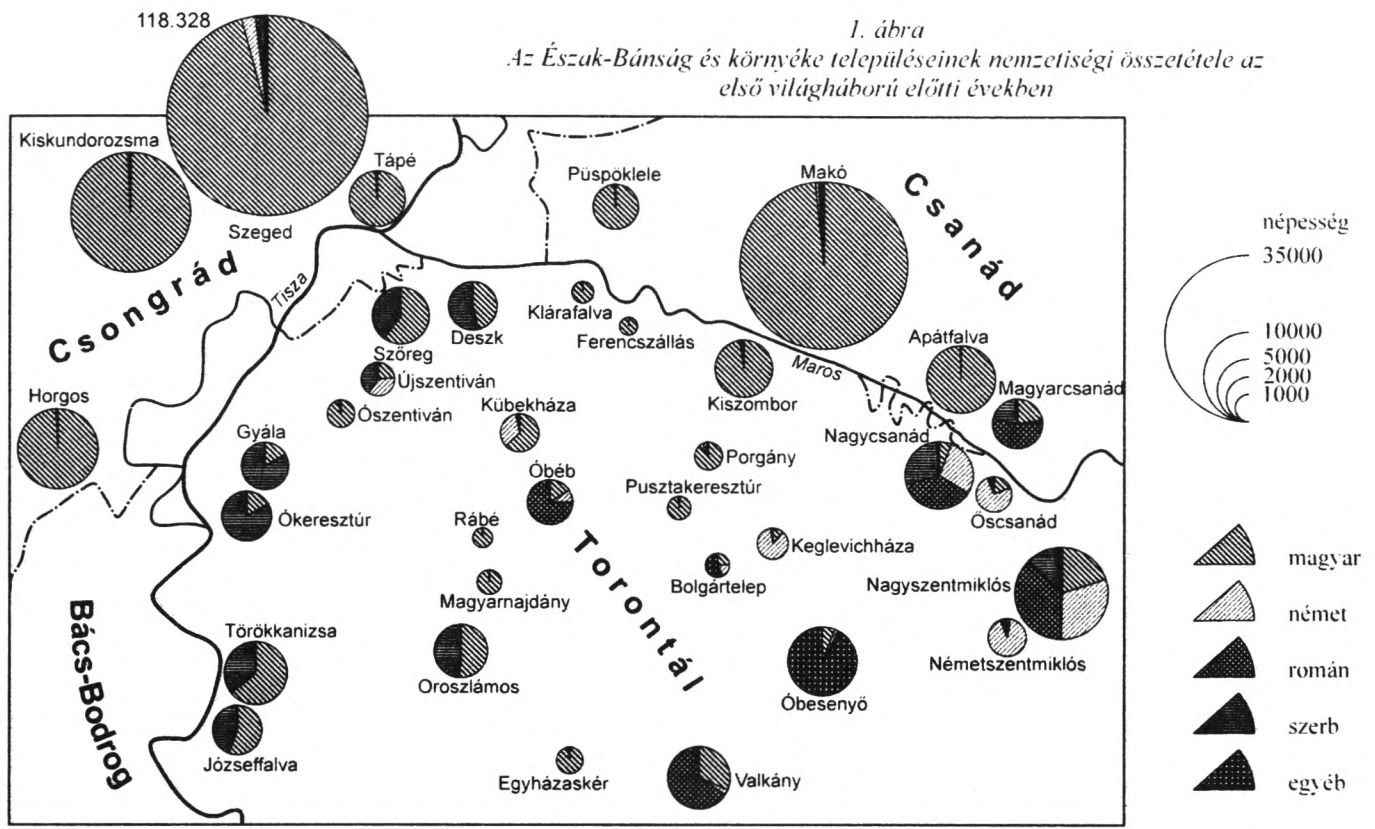 118.328
1. ábra
Az Észak-Bánság és környéke településeinek nemzetiségi összetétele az
első világháború előtti években
Kiskundorozsma
Szeged
Tápé
Püspöklele
Makó
Csanád
népesség
35000
10000
5000
2000
1000
Csongrád
Tisza
Szőreg
Deszk
Klárafalva
Ferencszállás
Kiszombor
Maros
Apátfalva
Magyarcsanád
Horgos
Újszentiván
Ószentiván
Kübekháza
Nagycsanád
Gyála
Óbéb
Porgány
Pusztakeresztúr
Őscsanád
Ókeresztúr
Rábé
Keglevichháza
Torontál
Bolgártelep
Nagyszentmiklós
Magyarnajdány
Bács-Bodrog
Törökkanizsa
Oroszlámos
Németszentmiklós
Óbesenyő
Józseffalva
Egyházaskér
Valkány
magyar
német
román
szerb
egyéb